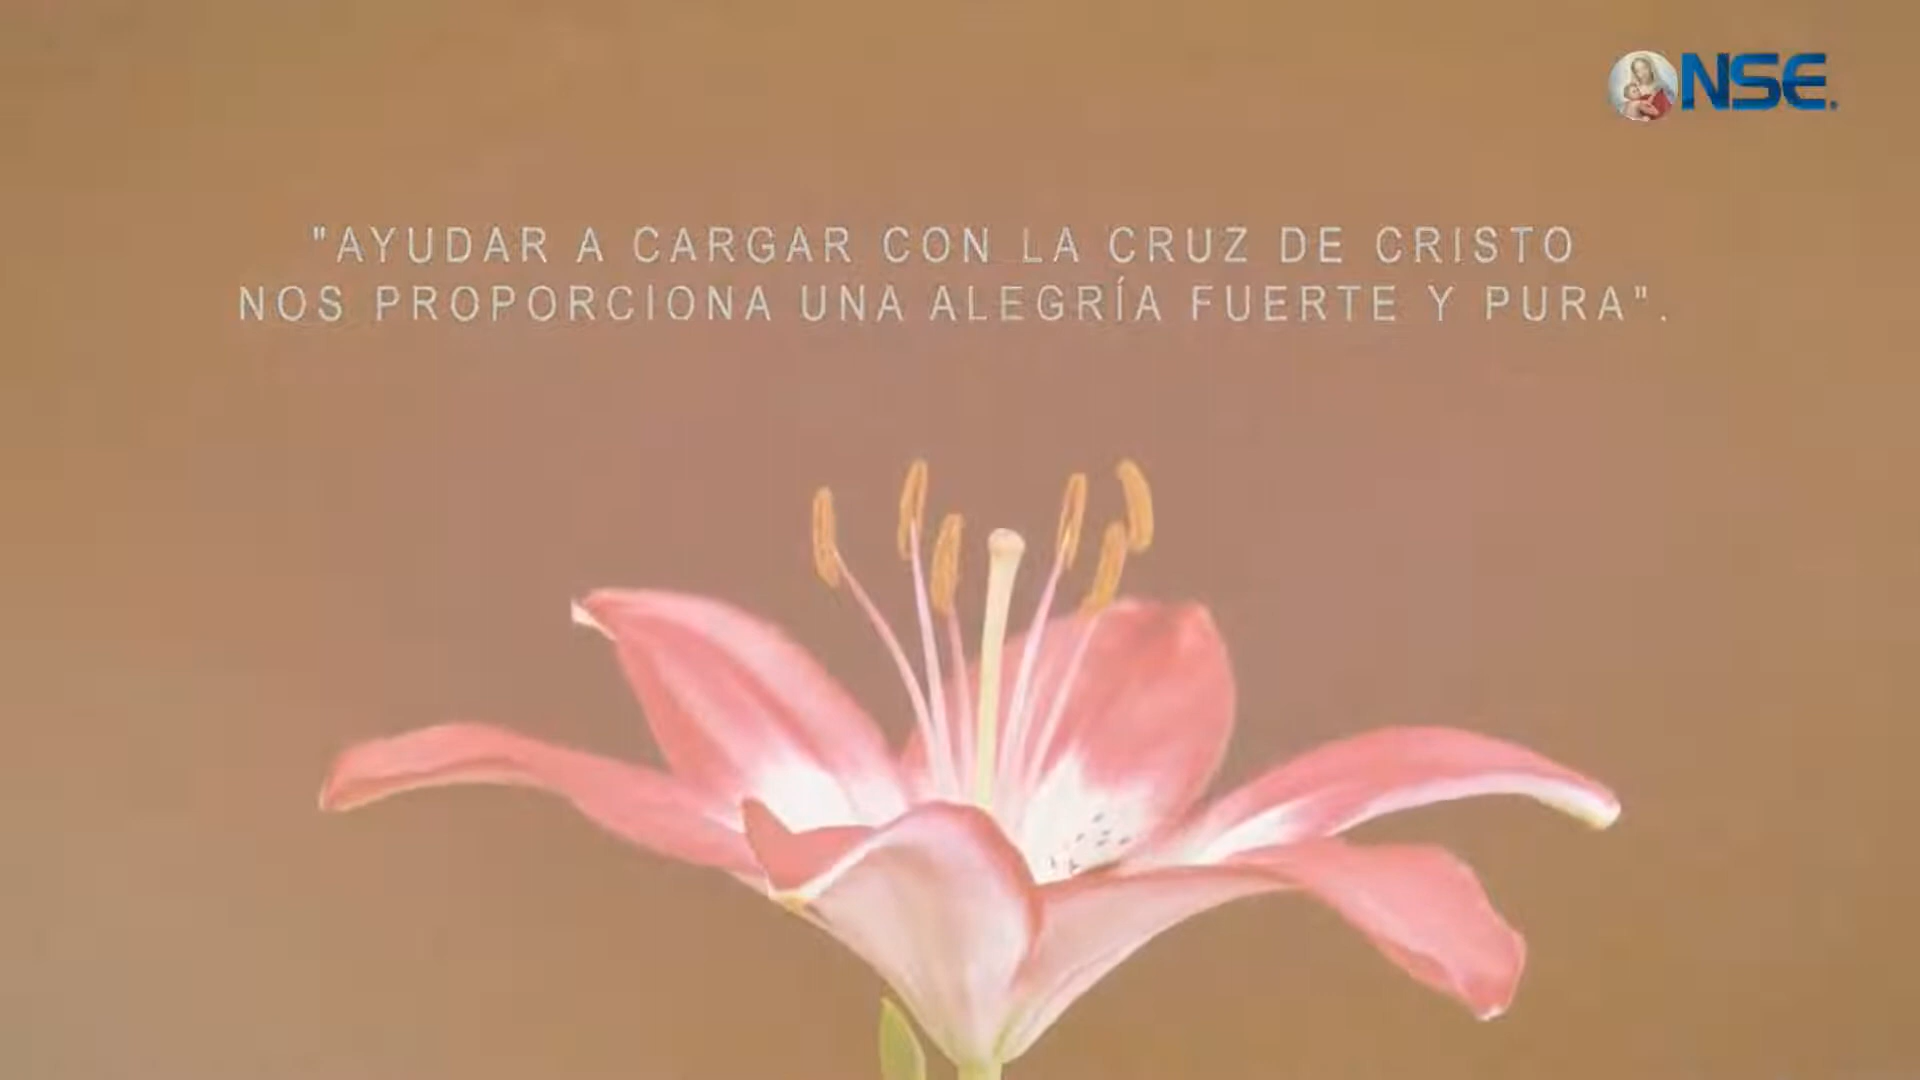 NSE.
"AYUDAR A CARGAR CON LA CRUZ DE CRISTO
NOS PROPORCIONA UNA ALEGRÍA FUERTE Y PURA".